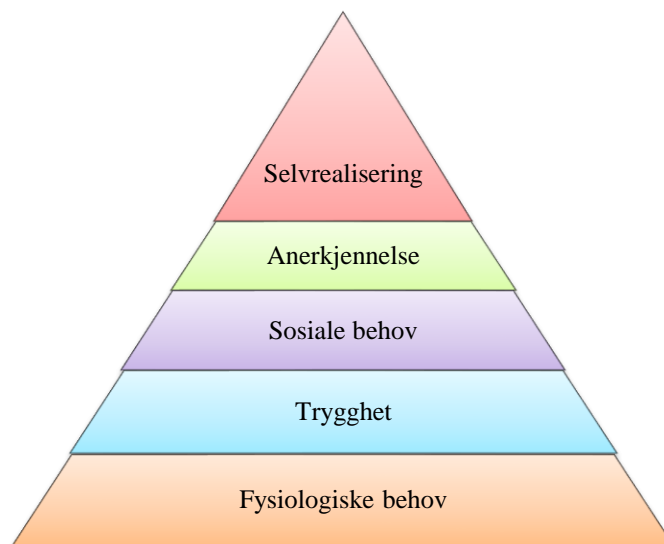 Selvrealisering
Anerkjennelse
Sosiale behov
Trygghet
Fysiologiske behov